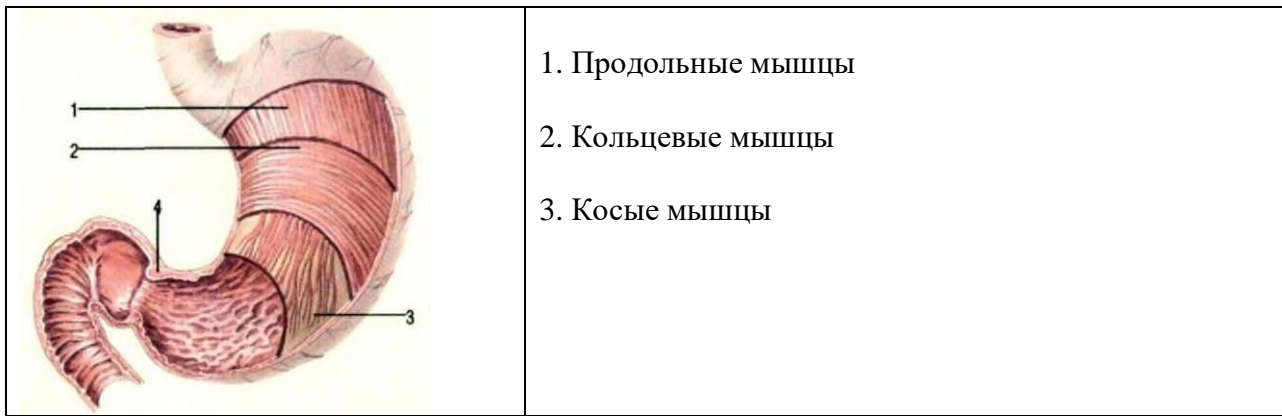 1
2
4
3
1. Продольные мышцы
2. Кольцевые мышцы
3. Косые мышцы